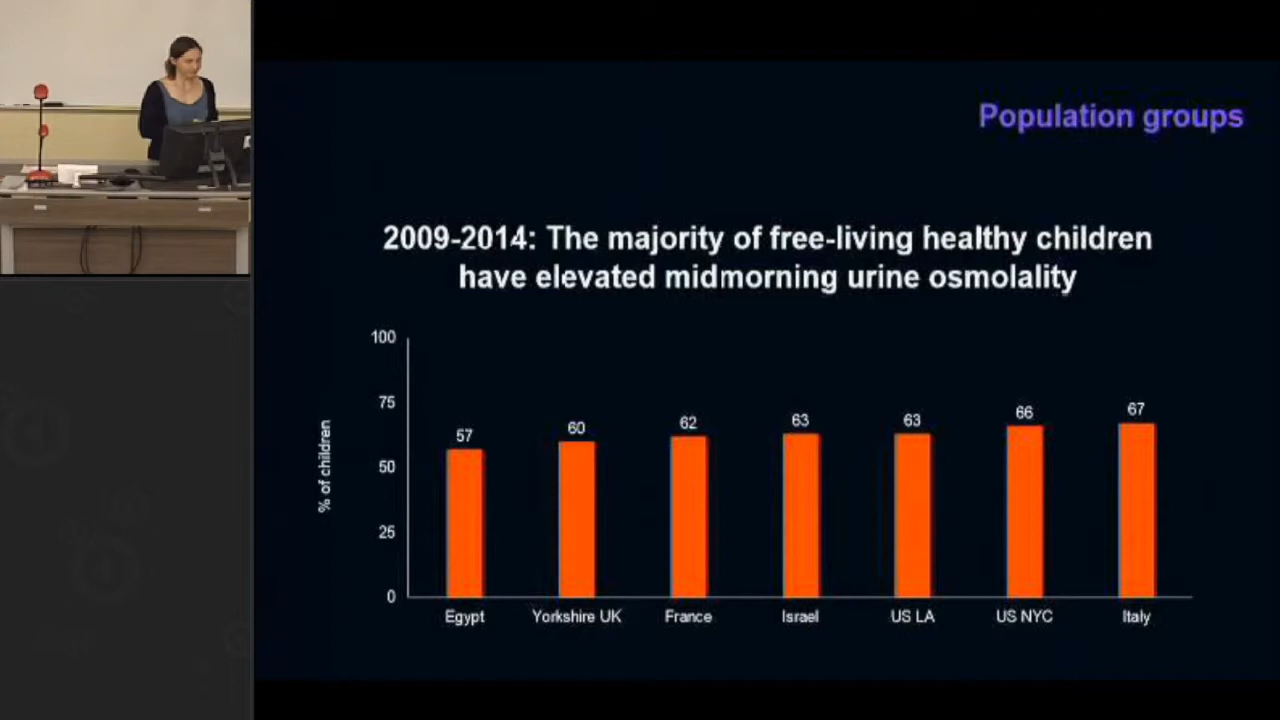 Population groups
2009-2014: The majority of free-living healthy children
have elevated midmorning urine osmolality
% of children
100
75
50
25
0
57
60
62
63
63
66
67
Egypt
Yorkshire UK
France
Israel
US LA
US NYC
Italy